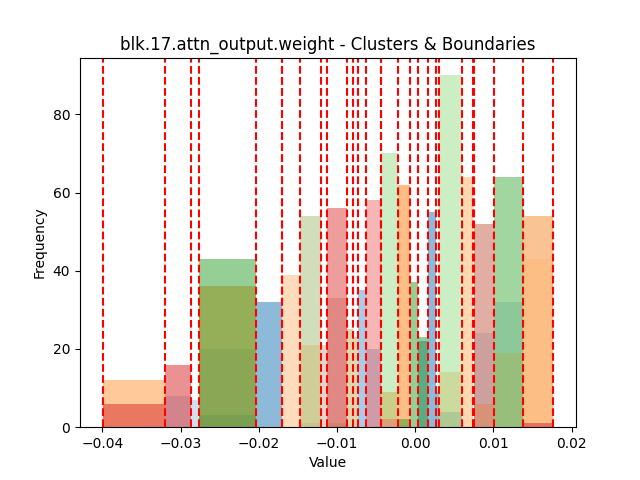 blk.17.attn_output.weight - Clusters & Boundaries
Frequency
80
60
40
20
0
−0.04 −0.03 −0.02 −0.01 0.00 0.01 0.02
Value